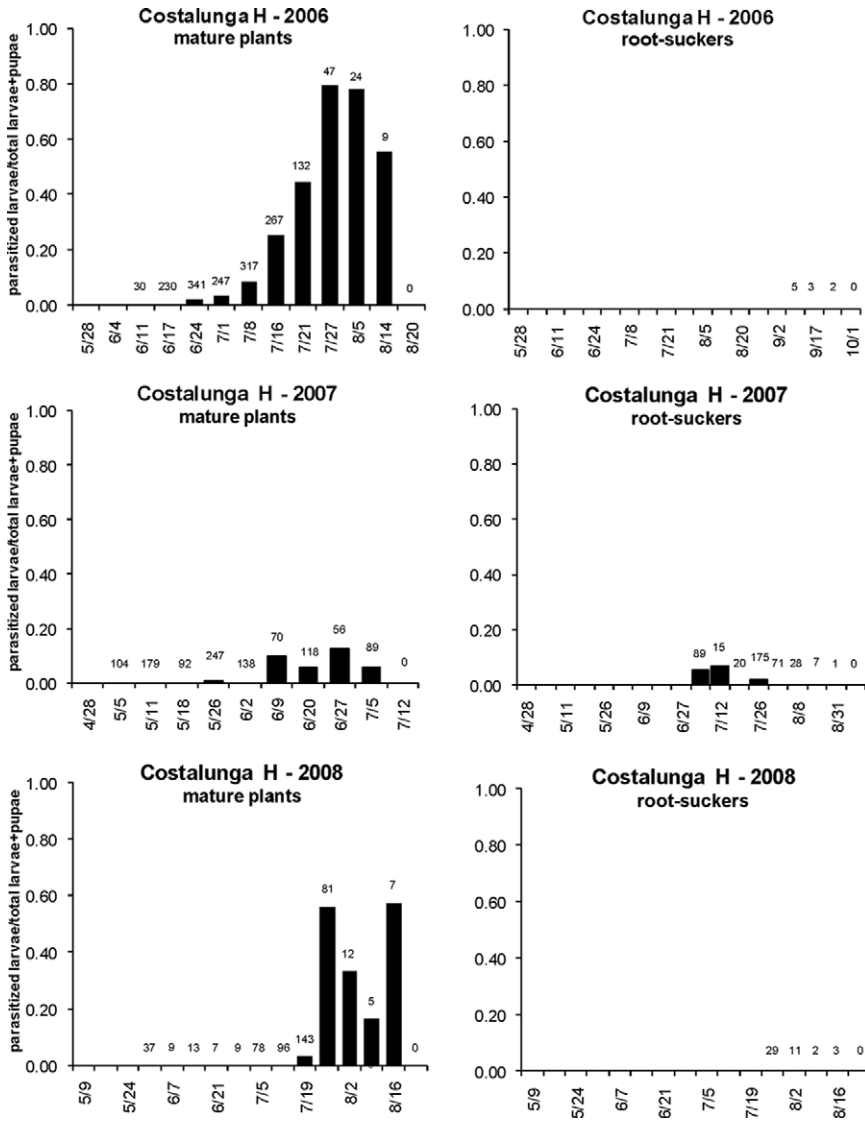 Costalunga H - 2006
mature plants
parasitized larvae/total larvae+pupae
1.00
0.80
0.60
0.40
0.20
0.00
30 230 341 247 317 267 132 47 24 9 0
5/28 6/4 6/11 6/17 6/24 7/1 7/8 7/16 7/21 7/27 8/5 8/14 8/20
Costalunga H - 2006
root-suckers
1.00
0.80
0.60
0.40
0.20
0.00
5 3 2 0
5/28 6/11 6/24 7/8 7/21 8/5 8/20 9/2 9/17 10/1
Costalunga H - 2007
mature plants
parasitized larvae/total larvae+pupae
1.00
0.80
0.60
0.40
0.20
0.00
104 179 92 247 138 70 118 56 89 0
4/28 5/5 5/11 5/18 5/26 6/2 6/9 6/20 6/27 7/5 7/12
Costalunga H - 2007
root-suckers
1.00
0.80
0.60
0.40
0.20
0.00
89 15 20 175 71 28 7 1 0
4/28 5/11 5/26 6/9 6/27 7/12 7/26 8/8 8/31
Costalunga H - 2008
mature plants
parasitized larvae/total larvae+pupae
1.00
0.80
0.60
0.40
0.20
0.00
37 9 13 7 9 78 96 143 81 12 5 7 0
5/9 5/24 6/7 6/21 7/5 7/19 8/2 8/16
Costalunga H - 2008
root-suckers
1.00
0.80
0.60
0.40
0.20
0.00
29 11 2 3 0
5/9 5/24 6/7 6/21 7/5 7/19 8/2 8/16